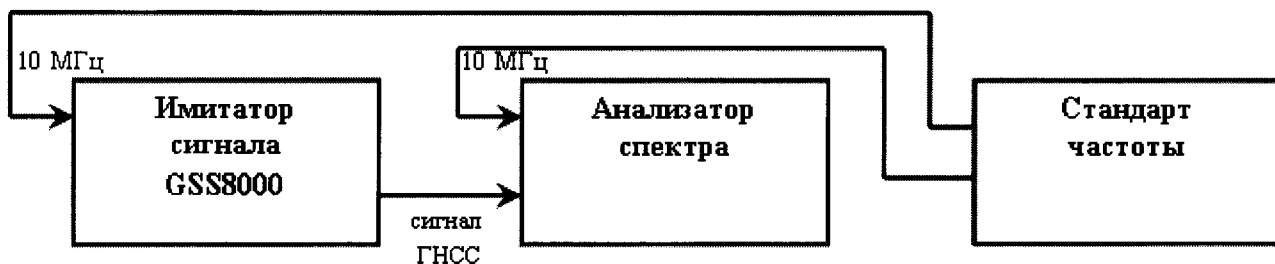 10 МГц
10 МГц
Имитатор
сигнала
GSS8000
Анализатор
спектра
Стандарт
частоты
сигнал
ГНСС